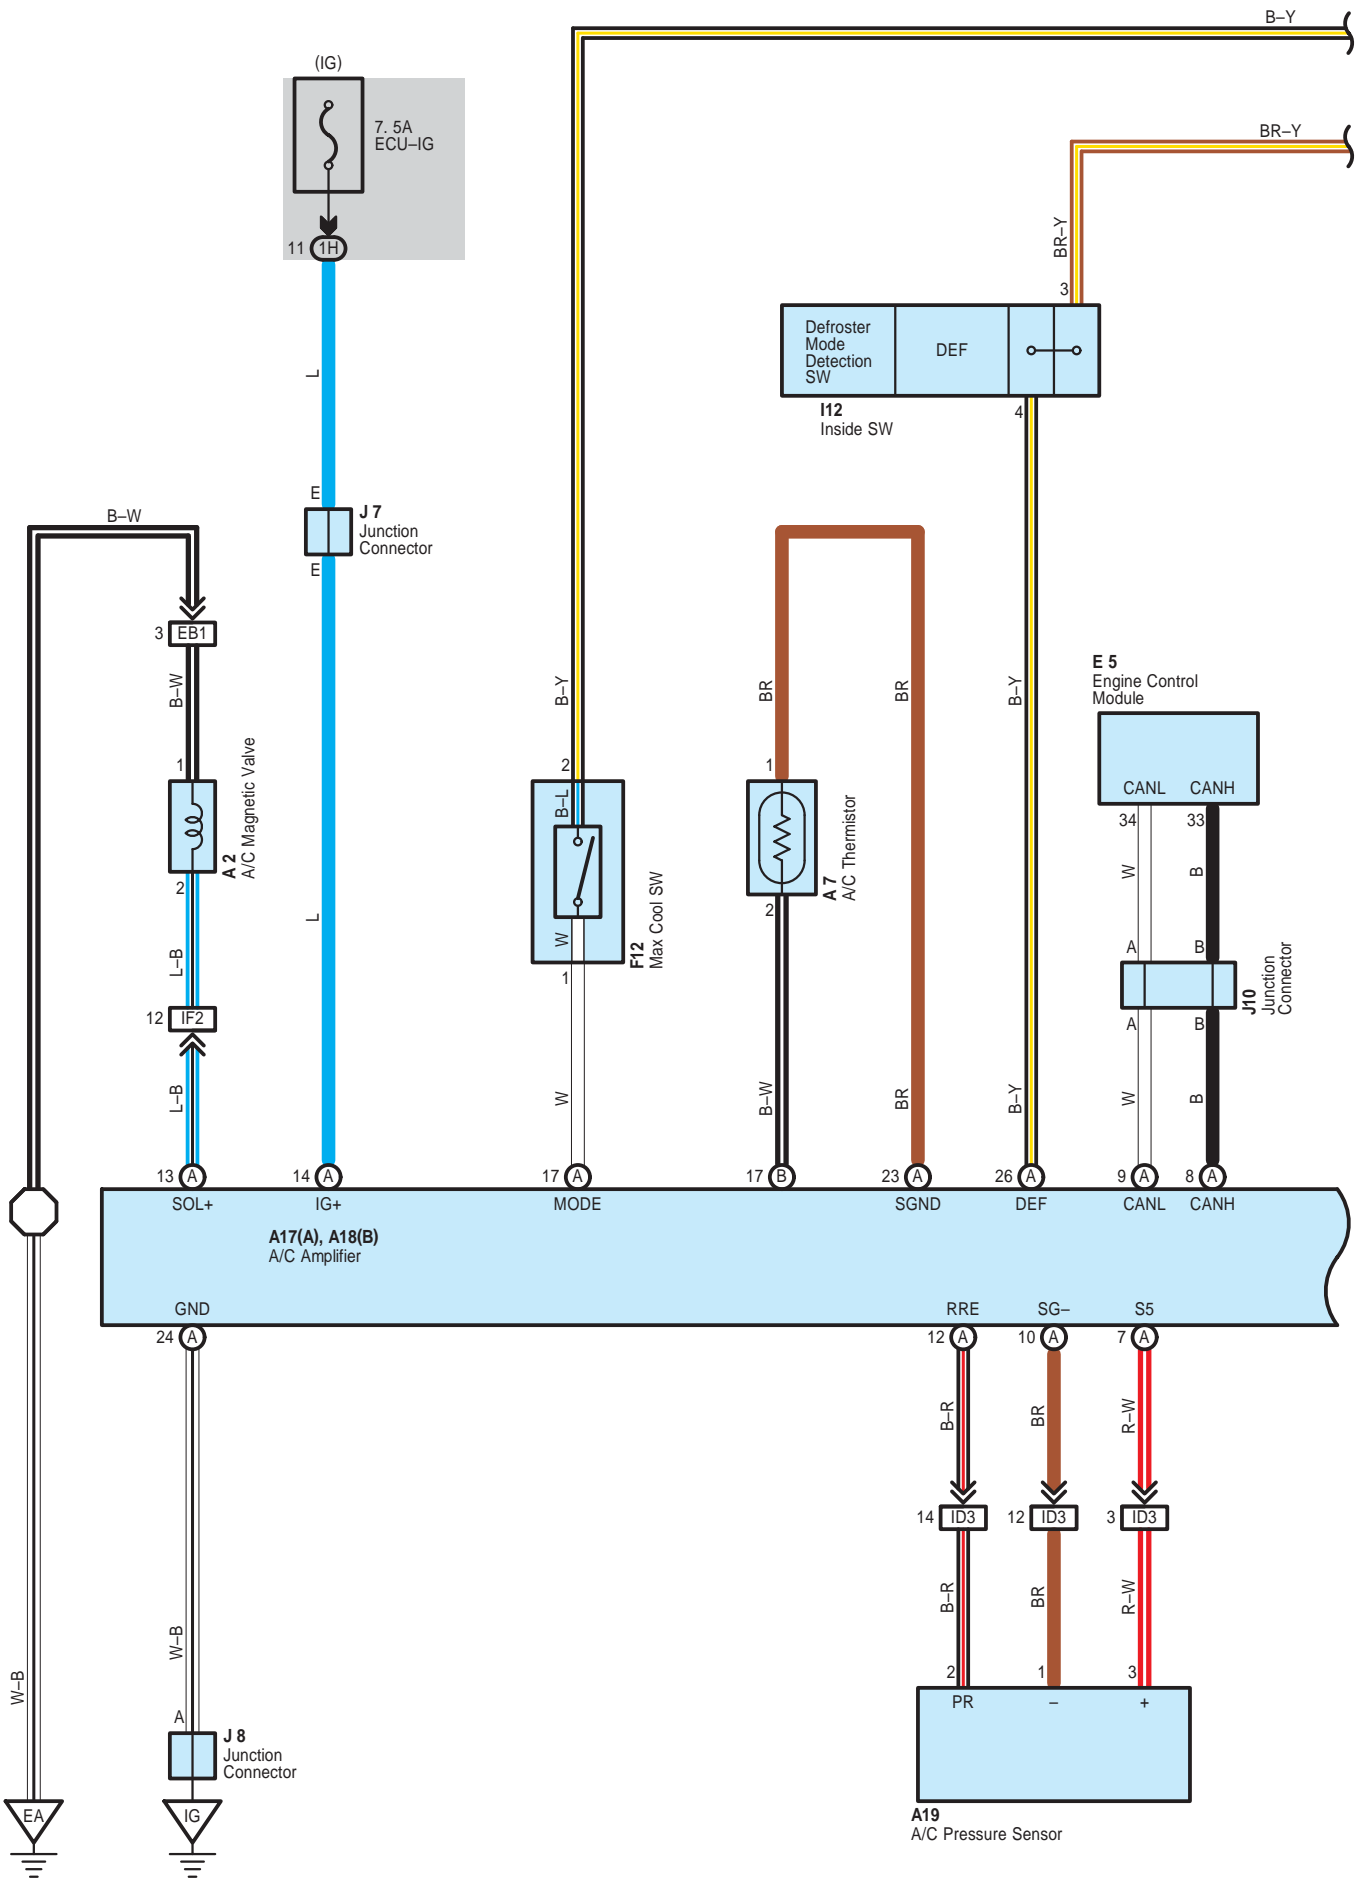 B–Y
(IG)
7. 5A
ECU–IG
BR–Y
11
1H
BR–Y
3
Defroster
Mode
Detection
SW
DEF
4
I12
Inside SW
L
E
J 7
Junction
Connector
E
B–W
3
EB1
B–W
B–Y
BR
BR
B–Y
E 5
Engine Control
Module
CANL
CANH
34
33
1
A 2
A/C Magnetic Valve
2
2
B–L
W
F12
Max Cool SW
1
1
A 7
A/C Thermistor
2
W
B
A
B
J10
Junction
Connector
A
B
L
L–B
12
IF2
L–B
W
B–W
BR
B–Y
W
B
13
A
14
A
17
A
17
B
23
A
26
A
9
A
8
A
SOL+
IG+
MODE
SGND
DEF
CANL
CANH
A17(A), A18(B)
A/C Amplifier
GND
RRE
SG–
S5
24
A
12
A
10
A
7
A
B–R
BR
R–W
14
ID3
12
ID3
3
ID3
B–R
BR
R–W
W–B
W–B
2
1
3
PR
–
+
A
J 8
Junction
Connector
EA
IG
A19
A/C Pressure Sensor